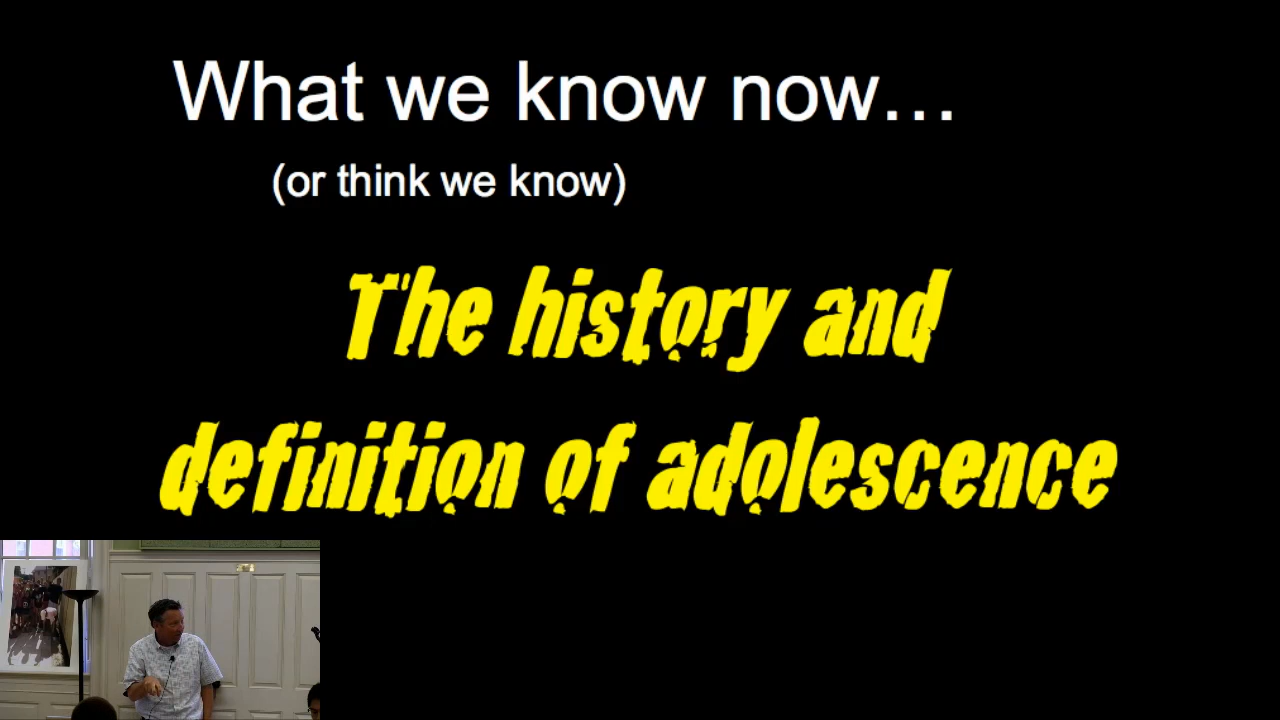 What we know now…
(or think we know)
The history and
definition of adolescence